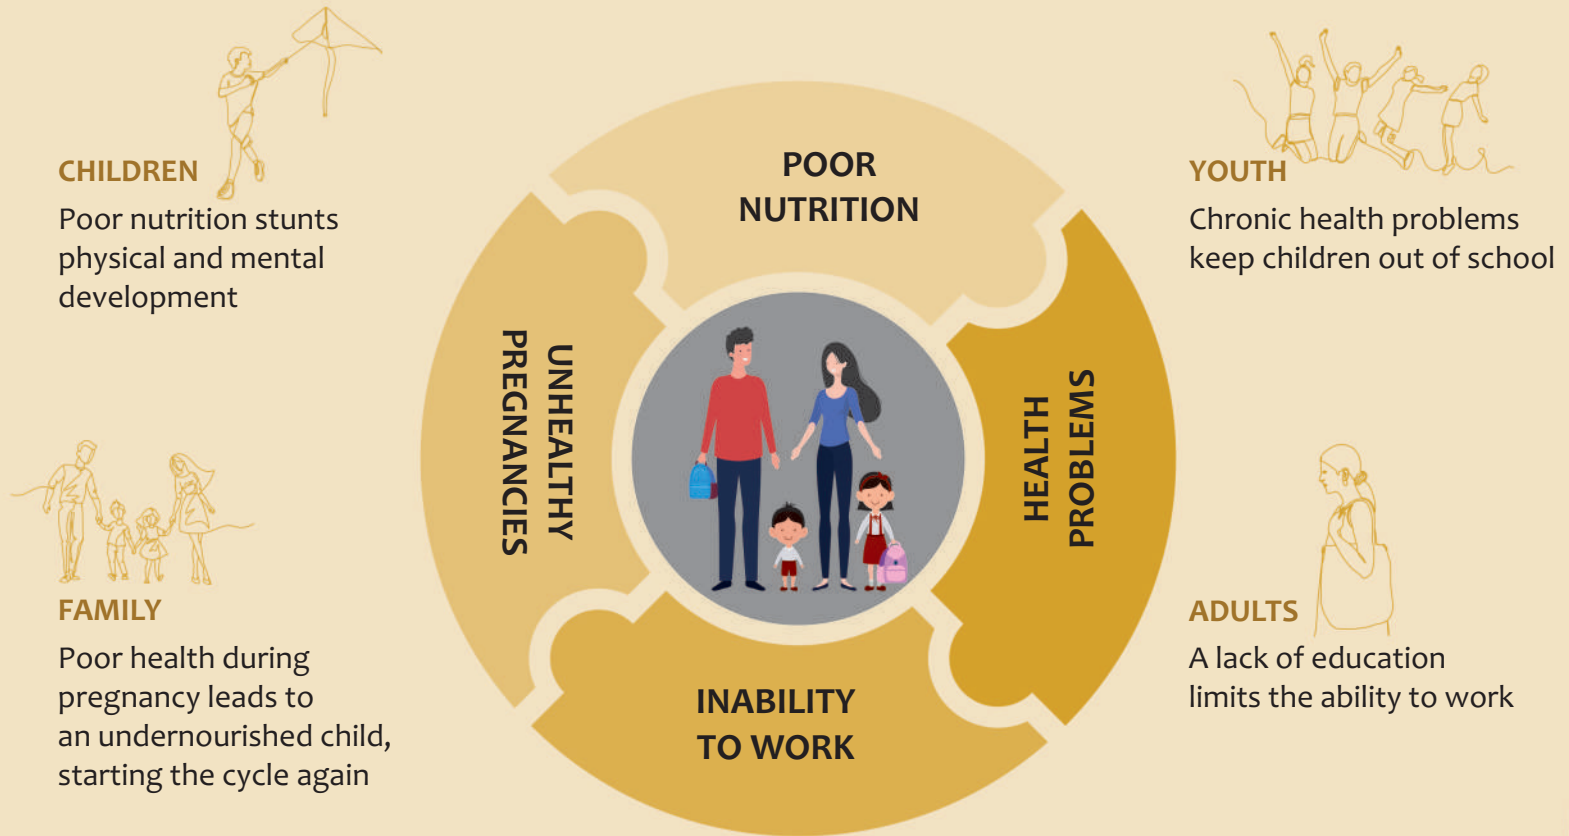 CHILDREN
Poor nutrition stunts
physical and mental
development
POOR
NUTRITION
YOUTH
Chronic health problems
keep children out of school
UNHEALTHY
PREGNANCIES
HEALTH
PROBLEMS
FAMILY
Poor health during
pregnancy leads to
an undernourished child,
starting the cycle again
INABILITY
TO WORK
ADULTS
A lack of education
limits the ability to work